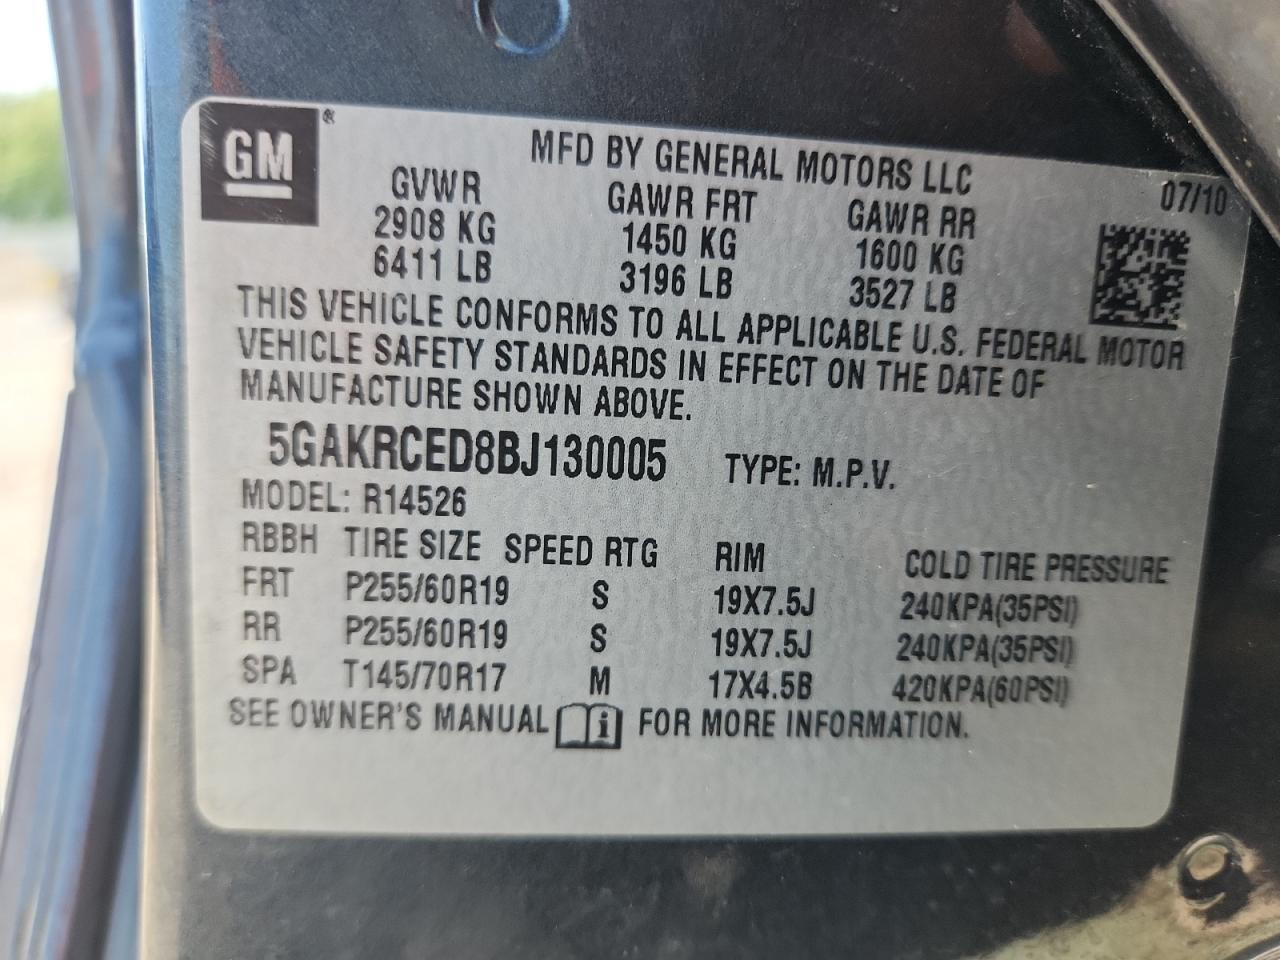 GM ®
MFD BY GENERAL MOTORS LLC
07/10
GVWR GAWR FRT GAWR RR
2908 KG 1450 KG 1600 KG
6411 LB 3196 LB 3527 LB
THIS VEHICLE CONFORMS TO ALL APPLICABLE U.S. FEDERAL MOTOR
VEHICLE SAFETY STANDARDS IN EFFECT ON THE DATE OF
MANUFACTURE SHOWN ABOVE.
5GAKRCED8BJ130005 TYPE: M.P.V.
MODEL: R14526
RBBH TIRE SIZE SPEED RTG RIM COLD TIRE PRESSURE
FRT P255/60R19 S 19X7.5J 240KPA(35PSI)
RR P255/60R19 S 19X7.5J 240KPA(35PSI)
SPA T145/70R17 M 17X4.5B 420KPA(60PSI)
SEE OWNER'S MANUAL i FOR MORE INFORMATION.